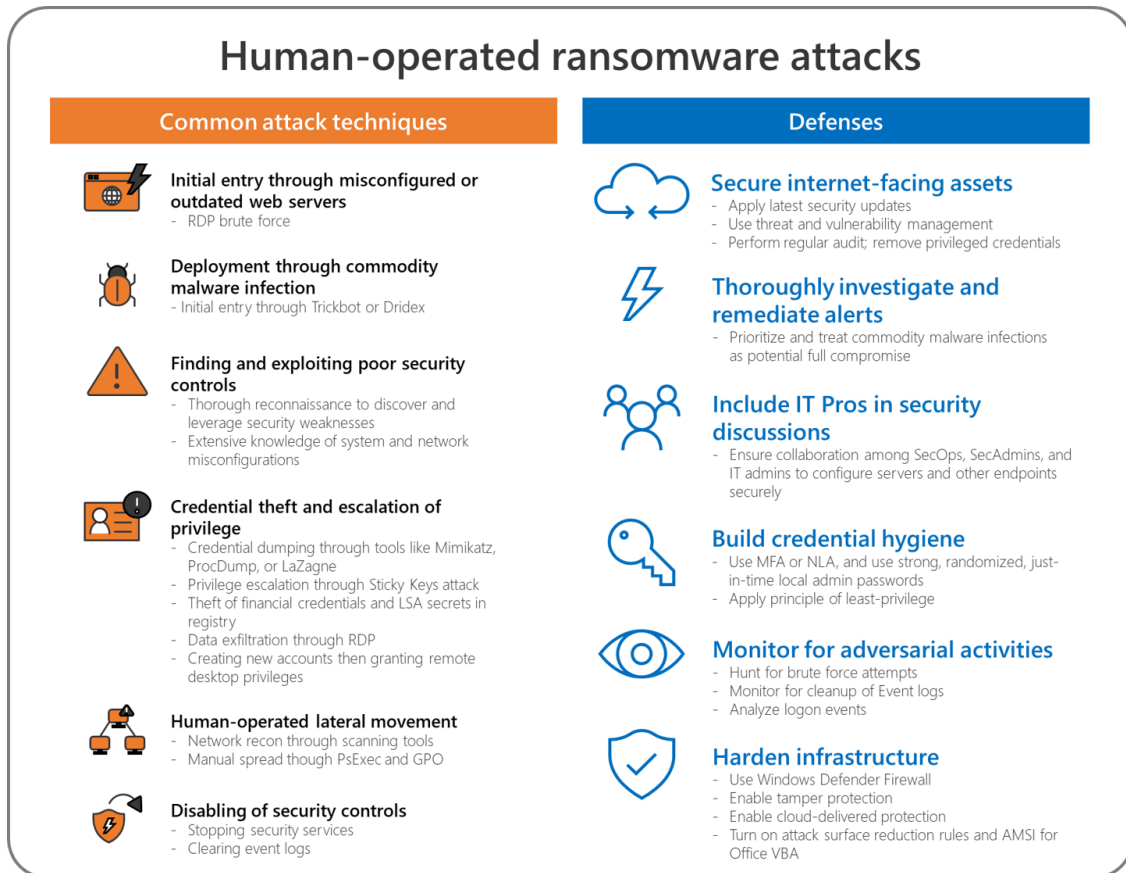 Human-operated ransomware attacks
Common attack techniques
Initial entry through misconfigured or
outdated web servers
- RDP brute force
Deployment through commodity
malware infection
- Initial entry through Trickbot or Dridex
Finding and exploiting poor security
controls
- Thorough reconnaissance to discover and
leverage security weaknesses
- Extensive knowledge of system and network
misconfigurations
Credential theft and escalation of
privilege
- Credential dumping through tools like Mimikatz,
ProcDump, or LaZagne
- Privilege escalation through Sticky Keys attack
- Theft of financial credentials and LSA secrets in
registry
- Data exfiltration through RDP
- Creating new accounts then granting remote
desktop privileges
Human-operated lateral movement
- Network recon through scanning tools
- Manual spread though PsExec and GPO
Disabling of security controls
- Stopping security services
- Clearing event logs
Defenses
Secure internet-facing assets
- Apply latest security updates
- Use threat and vulnerability management
- Perform regular audit; remove privileged credentials
Thoroughly investigate and
remediate alerts
- Prioritize and treat commodity malware infections
as potential full compromise
Include IT Pros in security
discussions
- Ensure collaboration among SecOps, SecAdmins, and
IT admins to configure servers and other endpoints
securely
Build credential hygiene
- Use MFA or NLA, and use strong, randomized, just-
in-time local admin passwords
- Apply principle of least-privilege
Monitor for adversarial activities
- Hunt for brute force attempts
- Monitor for cleanup of Event logs
- Analyze logon events
Harden infrastructure
- Use Windows Defender Firewall
- Enable tamper protection
- Enable cloud-delivered protection
- Turn on attack surface reduction rules and AMSI for
Office VBA